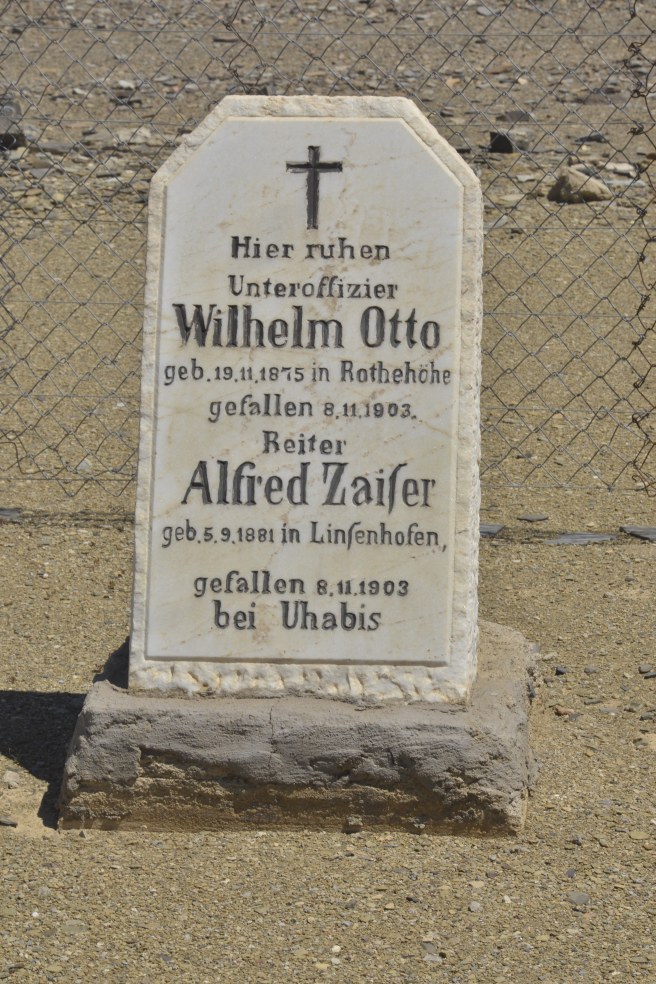 Hier ruhen
Unteroffizier
Wilhelm Otto
geb. 19.11.1875 in Rothehöhe
gefallen 8.11.1903.
Reiter
Alfred Zaiſer
geb. 5.9.1881 in Linſenhofen,
gefallen 8.11.1903
bei Uhabis